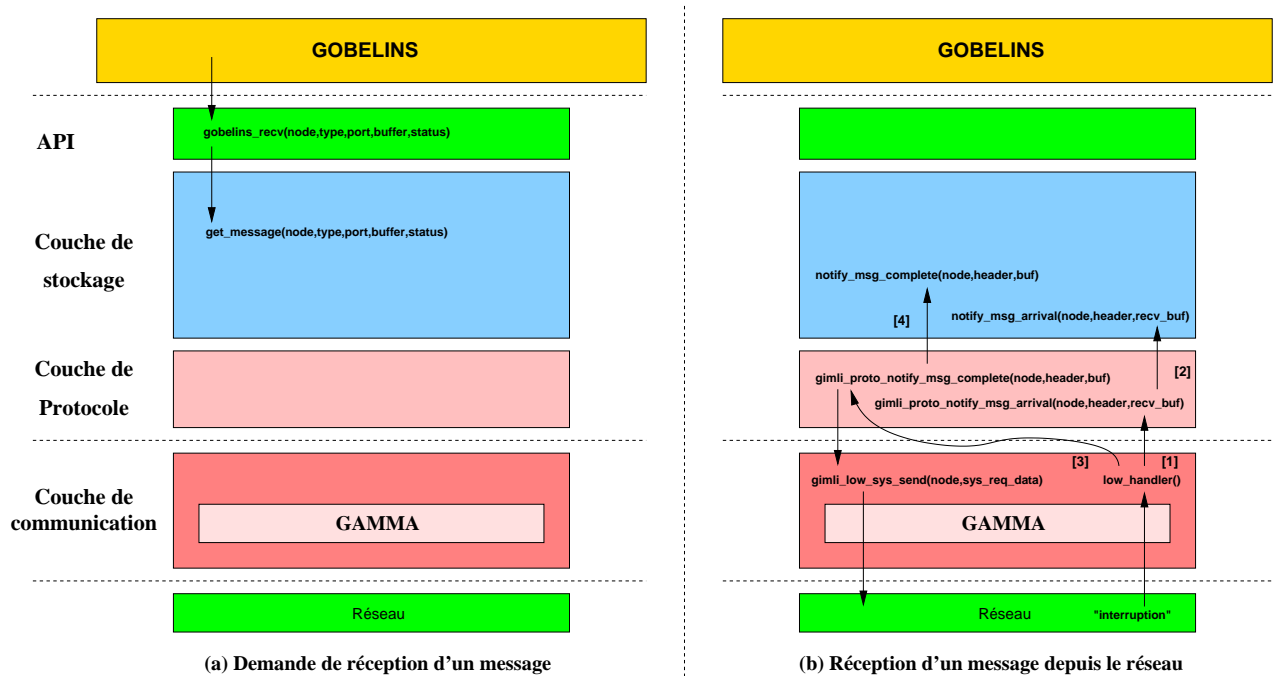 GOBELINS
API
gobelins_recv(node,type,port,buffer,status)
Couche de
stockage
get_message(node,type,port,buffer,status)
Couche de
Protocole
Couche de
communication
GAMMA
Réseau
(a) Demande de réception d'un message
GOBELINS
notify_msg_complete(node,header,buf)
[4]
notify_msg_arrival(node,header,recv_buf)
[2]
gimli_proto_notify_msg_complete(node,header,buf)
gimli_proto_notify_msg_arrival(node,header,recv_buf)
[3]
[1]
gimli_low_sys_send(node,sys_req_data)
low_handler()
GAMMA
Réseau
"interruption"
(b) Réception d'un message depuis le réseau